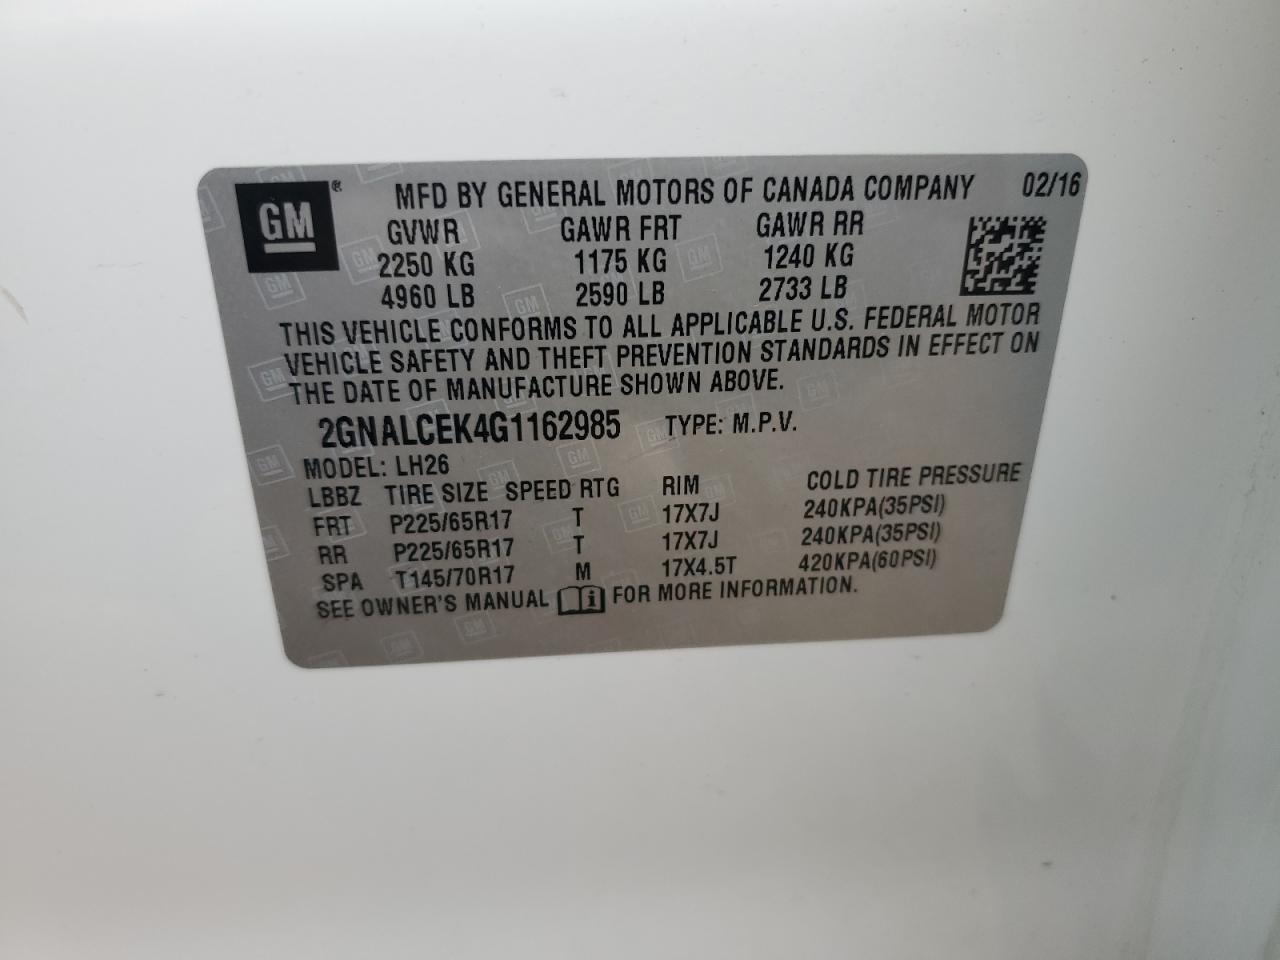 GM ® MFD BY GENERAL MOTORS OF CANADA COMPANY 02/16
GVWR GAWR FRT GAWR RR
2250 KG 1175 KG 1240 KG
4960 LB 2590 LB 2733 LB
THIS VEHICLE CONFORMS TO ALL APPLICABLE U.S. FEDERAL MOTOR
VEHICLE SAFETY AND THEFT PREVENTION STANDARDS IN EFFECT ON
THE DATE OF MANUFACTURE SHOWN ABOVE.
2GNALCEK4G1162985 TYPE: M.P.V.
MODEL: LH26
LBBZ TIRE SIZE SPEED RTG RIM COLD TIRE PRESSURE
FRT P225/65R17 T 17X7J 240KPA(35PSI)
RR P225/65R17 T 17X7J 240KPA(35PSI)
SPA T145/70R17 M 17X4.5T 420KPA(60PSI)
SEE OWNER'S MANUAL i FOR MORE INFORMATION.